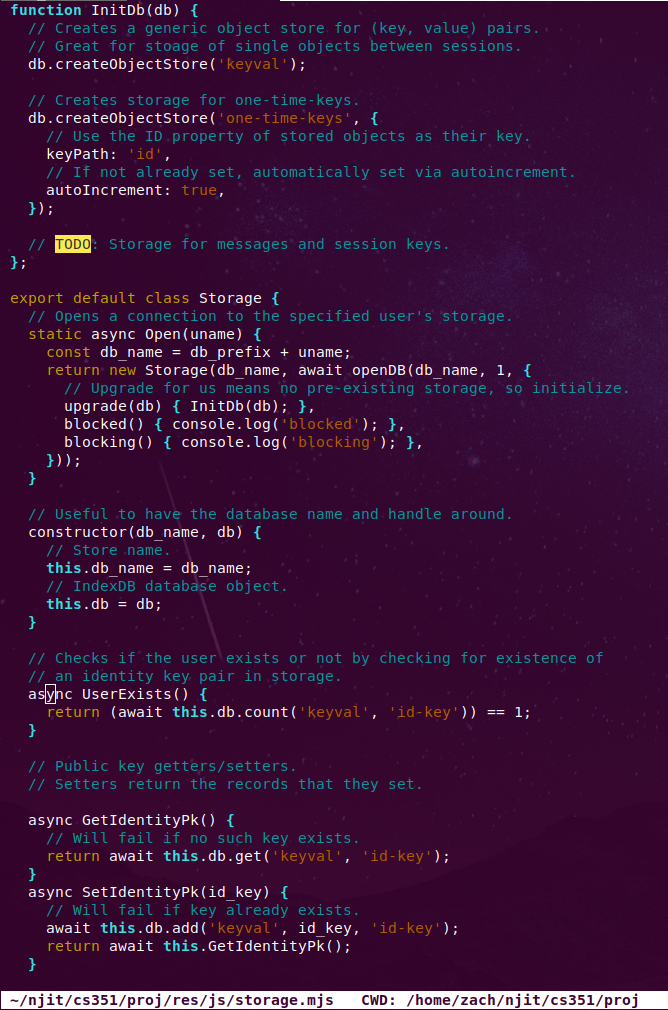 function InitDb(db) {
  // Creates a generic object store for (key, value) pairs.
  // Great for stoage of single objects between sessions.
  db.createObjectStore('keyval');

  // Creates storage for one-time-keys.
  db.createObjectStore('one-time-keys', {
    // Use the ID property of stored objects as their key.
    keyPath: 'id',
    // If not already set, automatically set via autoincrement.
    autoIncrement: true,
  });

  // TODO: Storage for messages and session keys.
};

export default class Storage {
  // Opens a connection to the specified user's storage.
  static async Open(uname) {
    const db_name = db_prefix + uname;
    return new Storage(db_name, await openDB(db_name, 1, {
      // Upgrade for us means no pre-existing storage, so initialize.
      upgrade(db) { InitDb(db); },
      blocked() { console.log('blocked'); },
      blocking() { console.log('blocking'); },
    }));
  }

  // Useful to have the database name and handle around.
  constructor(db_name, db) {
    // Store name.
    this.db_name = db_name;
    // IndexDB database object.
    this.db = db;
  }

  // Checks if the user exists or not by checking for existence of
  // an identity key pair in storage.
  async UserExists() {
    return (await this.db.count('keyval', 'id-key')) == 1;
  }

  // Public key getters/setters.
  // Setters return the records that they set.

  async GetIdentityPk() {
    // Will fail if no such key exists.
    return await this.db.get('keyval', 'id-key');
  }
  async SetIdentityPk(id_key) {
    // Will fail if key already exists.
    await this.db.add('keyval', id_key, 'id-key');
    return await this.GetIdentityPk();
  }

~/njit/cs351/proj/res/js/storage.mjs   CWD: /home/zach/njit/cs351/proj